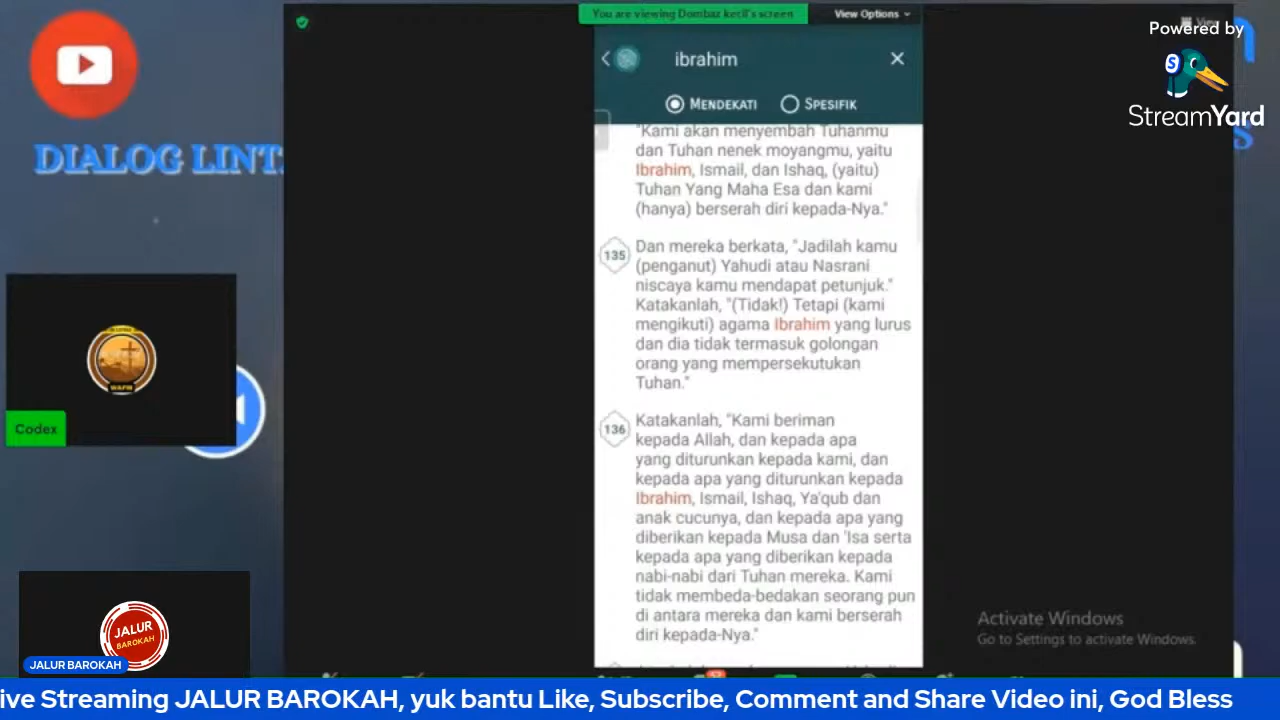 You are viewing Dombaz kecil's screen
View Options
View
Powered by
StreamYard
DIALOG LINT
ibrahim
MENDEKATI
SPESIFIK
"Kami akan menyembah Tuhanmu
dan Tuhan nenek moyangmu, yaitu
Ibrahim, Ismail, dan Ishaq, (yaitu)
Tuhan Yang Maha Esa dan kami
(hanya) berserah diri kepada-Nya."
135
Dan mereka berkata, "Jadilah kamu
(penganut) Yahudi atau Nasrani
niscaya kamu mendapat petunjuk."
Katakanlah, "(Tidak!) Tetapi (kami
mengikuti) agama Ibrahim yang lurus
dan dia tidak termasuk golongan
orang yang mempersekutukan
Tuhan."
136
Katakanlah, "Kami beriman
kepada Allah, dan kepada apa
yang diturunkan kepada kami, dan
kepada apa yang diturunkan kepada
Ibrahim, Ismail, Ishaq, Ya'qub dan
anak cucunya, dan kepada apa yang
diberikan kepada Musa dan 'Isa serta
kepada apa yang diberikan kepada
nabi-nabi dari Tuhan mereka. Kami
tidak membeda-bedakan seorang pun
di antara mereka dan kami berserah
diri kepada-Nya."
Codex
JALUR
BAROKAH
JALUR BAROKAH
Activate Windows
Go to Settings to activate Windows.
ive Streaming JALUR BAROKAH, yuk bantu Like, Subscribe, Comment and Share Video ini, God Bless